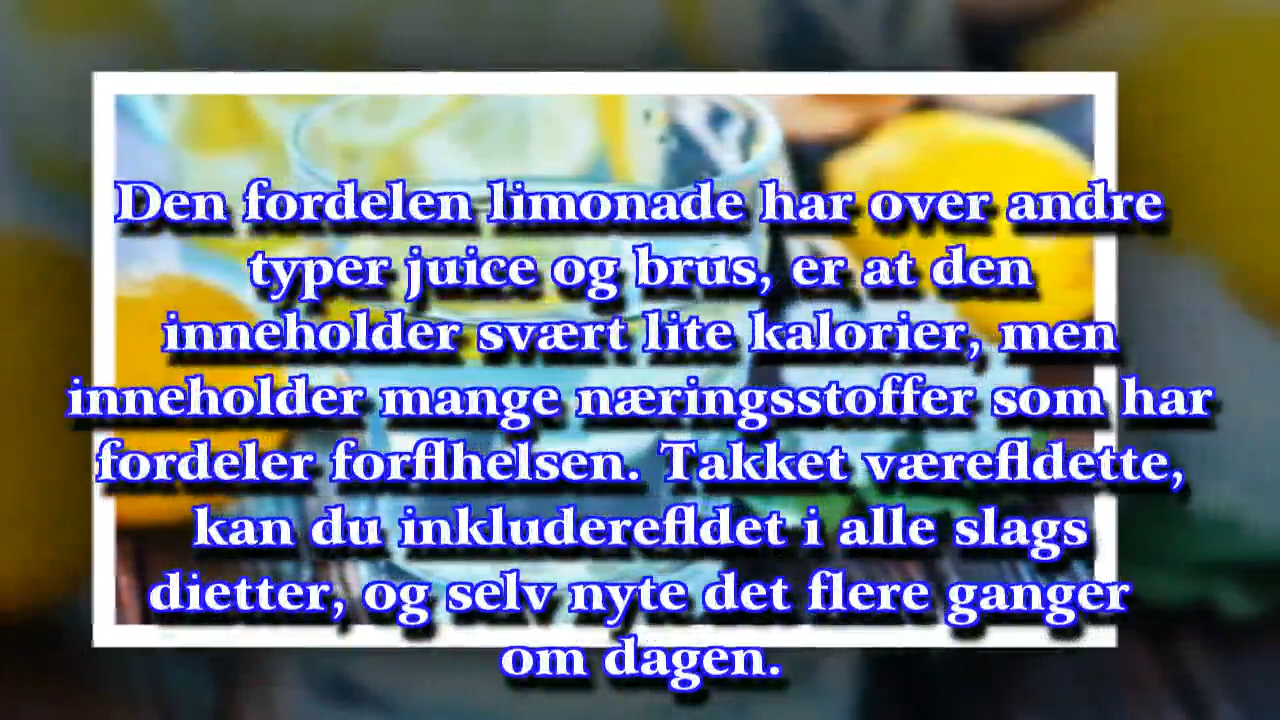 Den fordelen limonade har over andre
typer juice og brus, er at den
inneholder svært lite kalorier, men
inneholder mange næringsstoffer som har
fordeler forflhelsen. Takket værefldette,
kan du inkluderefldet i alle slags
dietter, og selv nyte det flere ganger
om dagen.